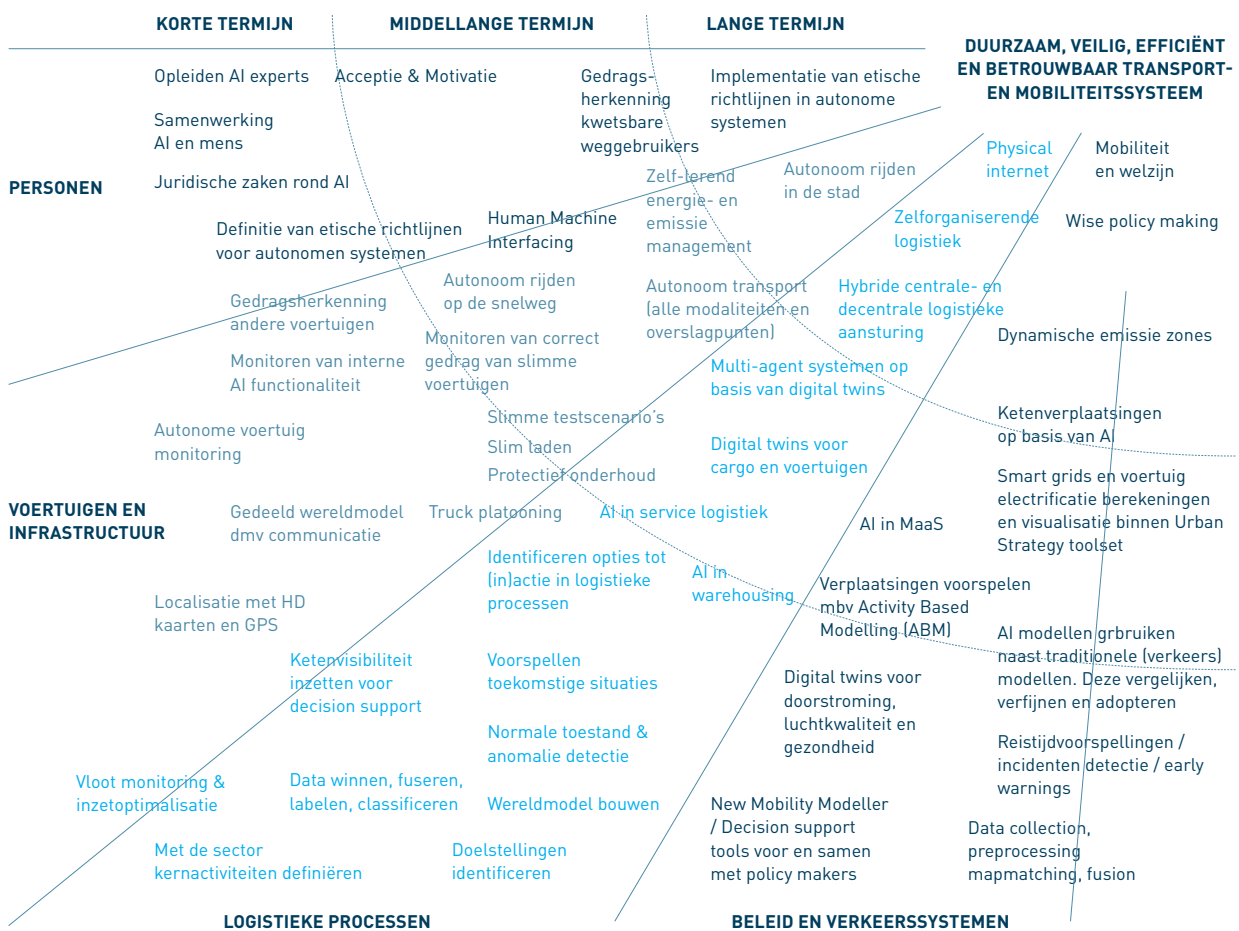 KORTE TERMIJN
MIDDELLANGE TERMIJN
LANGE TERMIJN
DUURZAAM, VEILIG, EFFICIËNT
EN BETROUWBAAR TRANSPORT-
EN MOBILITEITSSYSTEEM
Opleiden AI experts
Acceptie & Motivatie
Gedrags-
herkenning
kwetsbare
weggebruikers
Implementatie van etische
richtlijnen in autonome
systemen
Samenwerking
AI en mens
Juridische zaken rond AI
PERSONEN
Definitie van etische richtlijnen
voor autonomen systemen
Human Machine
Interfacing
Zelf-lerend
energie- en
emissie
management
Autonoom rijden
in de stad
Physical
internet
Mobiliteit
en welzijn
Zelforganiserende
logistiek
Wise policy making
Gedragsherkenning
andere voertuigen
Autonoom rijden
op de snelweg
Autonoom transport
(alle modaliteiten en
overslagpunten)
Hybride centrale- en
decentrale logistieke
aansturing
Dynamische emissie zones
Monitoren van interne
AI functionaliteit
Monitoren van correct
gedrag van slimme
voertuigen
Multi-agent systemen op
basis van digital twins
Autonome voertuig
monitoring
Slimme testscenario's
Slim laden
Protectief onderhoud
Digital twins voor
cargo en voertuigen
Ketenverplaatsingen
op basis van AI
VOERTUIGEN EN
INFRASTRUCTUUR
Gedeeld wereldmodel
dmv communicatie
Truck platooning
AI in service logistiek
AI in MaaS
Smart grids en voertuig
electrificatie berekeningen
en visualisatie binnen Urban
Strategy toolset
Identificeren opties tot
(in)actie in logistieke
processen
AI in
warehousing
Verplaatsingen voorspelen
mbv Activity Based
Modelling (ABM)
Localisatie met HD
kaarten en GPS
AI modellen grbruiken
naast traditionele (verkeers)
modellen. Deze vergelijken,
verfijnen en adopteren
Ketenvisibiliteit
inzetten voor
decision support
Voorspellen
toekomstige situaties
Digital twins voor
doorstroming,
luchtkwaliteit en
gezondheid
Normale toestand &
anomalie detectie
Reistijdvoorspellingen /
incidenten detectie / early
warnings
Vloot monitoring &
inzetoptimalisatie
Data winnen, fuseren,
labelen, classificeren
Wereldmodel bouwen
New Mobility Modeller
/ Decision support
tools voor en samen
met policy makers
Data collection,
preprocessing
mapmatching, fusion
Met de sector
kernactiviteiten definiëren
Doelstellingen
identificeren
LOGISTIEKE PROCESSEN
BELEID EN VERKEERSSYSTEMEN